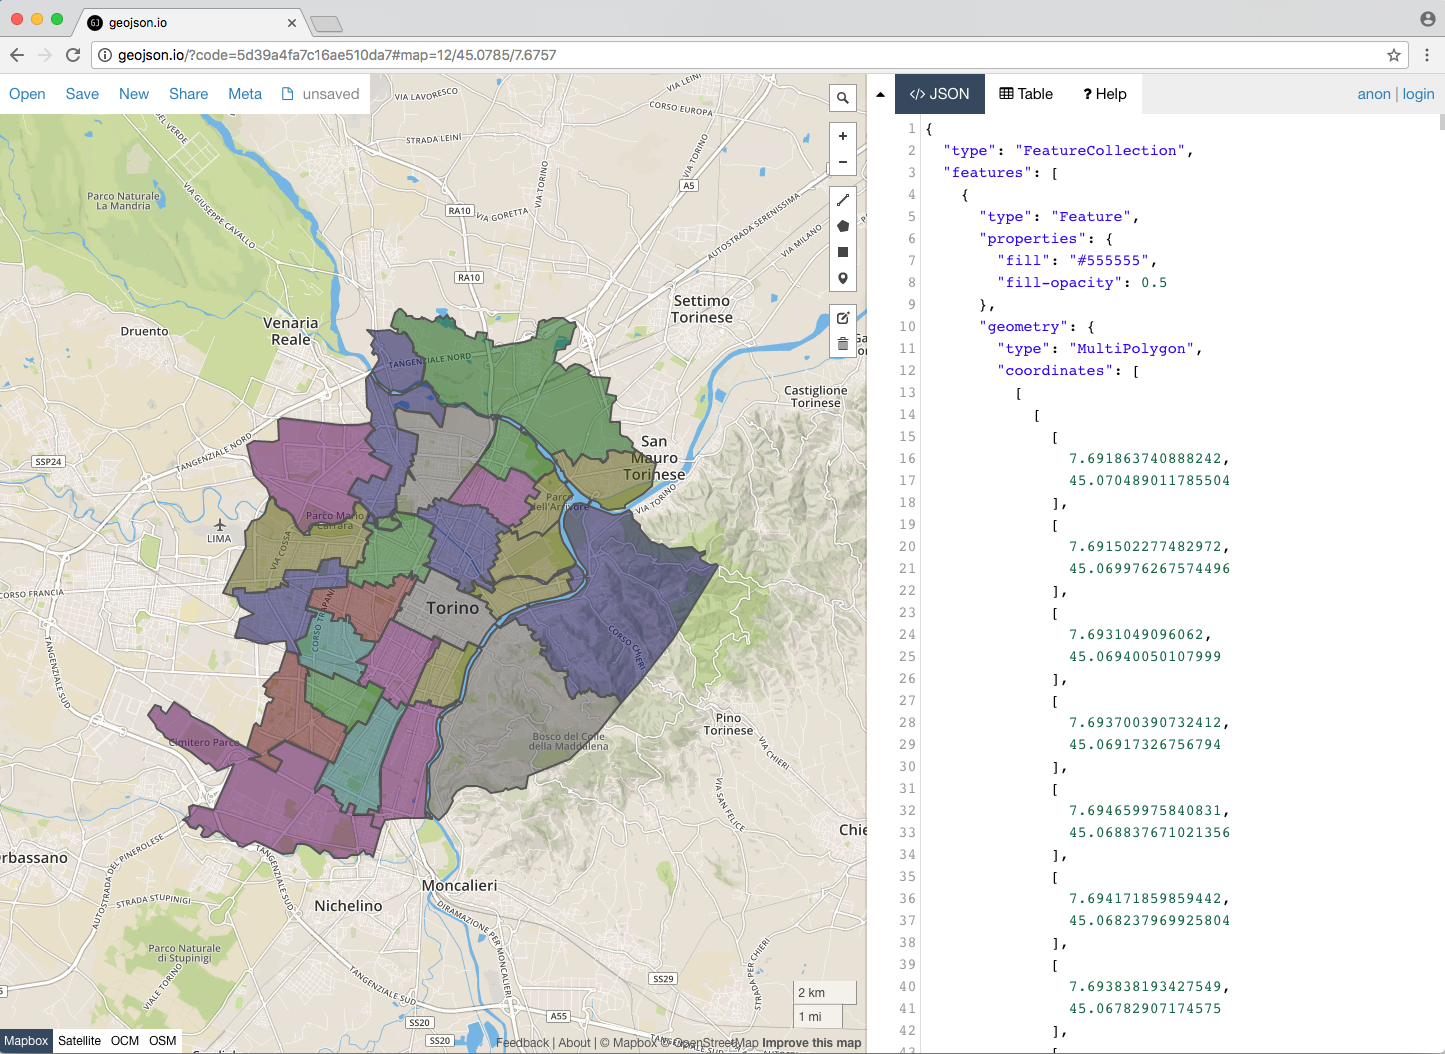 geojson.io
geojson.io/?code=5d39a4fa7c16ae510da7#map=12/45.0785/7.6757
Open Save New Share Meta unsaved
</> JSON Table ? Help
anon | login
VIA LEINI
VIA LAVORESCO
CORSO EUROPA
DEL VERDE
STRADA LEINÌ
VIA TORINO
VIA TORINO
A5
Parco Naturale
La Mandria
VIA GIUSEPPE CAVALLO
RA10
VIA GORETTA
AUTOSTRADA SERENISSIMA
VIA MILANO
RA10
Settimo
Torinese
Druento
Venaria
Reale
TANGENZIALE NORD
Castiglione
Torinese
TANGENZIALE NORD
SSP24
San
Mauro
Torinese
VIA TORINO
Parco
dell'Arrivore
Parco Mario
Carrara
LIMA
VIA COSSA
CORSO FRANCIA
CORSO TRAPANI
Torino
CORSO CHIERI
TANGENZIALE SUD
Pino
Torinese
Cimitero Parco
Bosco del Colle
della Maddalena
VIA CHIERI
VIA SAN FELICE
Chie
rbassano
AUTOSTRADA DEL PINEROLESE
TANGENZIALE SUD
Moncalieri
STRADA STUPINIGI
Nichelino
DIRAMAZIONE PER MONCALIERI
Parco Naturale
di Stupinigi
VIALE TORINO
TANGENZIALE SUD
STRADA PER CHIERI
SS29
SS20
A55
SS20
2 km
1 mi
Mapbox Satellite OCM OSM
Feedback | About | © Mapbox © OpenStreetMap Improve this map
1 {
2 "type": "FeatureCollection",
3 "features": [
4 {
5 "type": "Feature",
6 "properties": {
7 "fill": "#555555",
8 "fill-opacity": 0.5
9 },
10 "geometry": {
11 "type": "MultiPolygon",
12 "coordinates": [
13 [
14 [
15 [
16 7.691863740888242,
17 45.070489011785504
18 ],
19 [
20 7.691502277482972,
21 45.069976267574496
22 ],
23 [
24 7.6931049096062,
25 45.06940050107999
26 ],
27 [
28 7.693700390732412,
29 45.06917326756794
30 ],
31 [
32 7.694659975840831,
33 45.068837671021356
34 ],
35 [
36 7.694171859859442,
37 45.068237969925804
38 ],
39 [
40 7.693838193427549,
41 45.06782907174575
42 ],
43 [